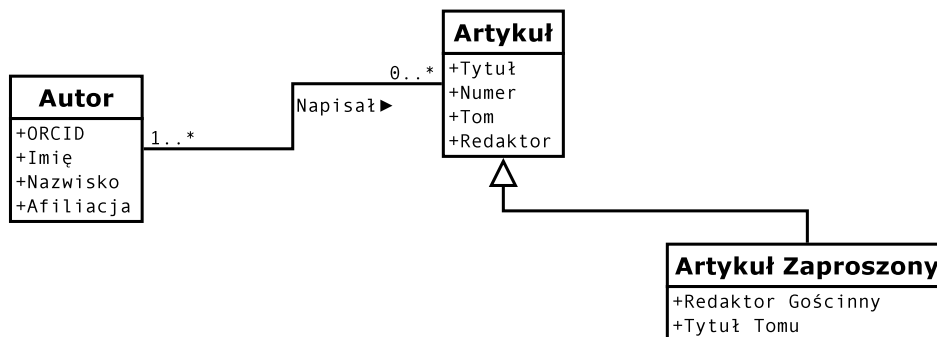 Artykuł
+Tytuł
+Numer
+Tom
+Redaktor
0..*
Napisał►
1..*
Autor
+ORCID
+Imię
+Nazwisko
+Afiliacja
Artykuł Zaproszony
+Redaktor Gościnny
+Tytuł Tomu